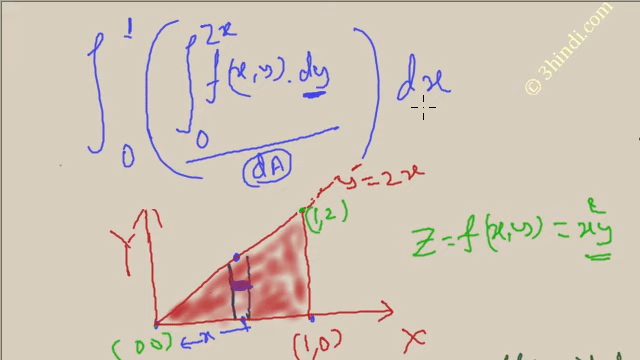 ∫₀¹ ( ∫₀²ˣ f(x,y).dy ) dx
dA
© 3hindi.com
y=2x
(1,2)
Y
Z=f(x,y)=x²y
(0,0)
x
(1,0)
X